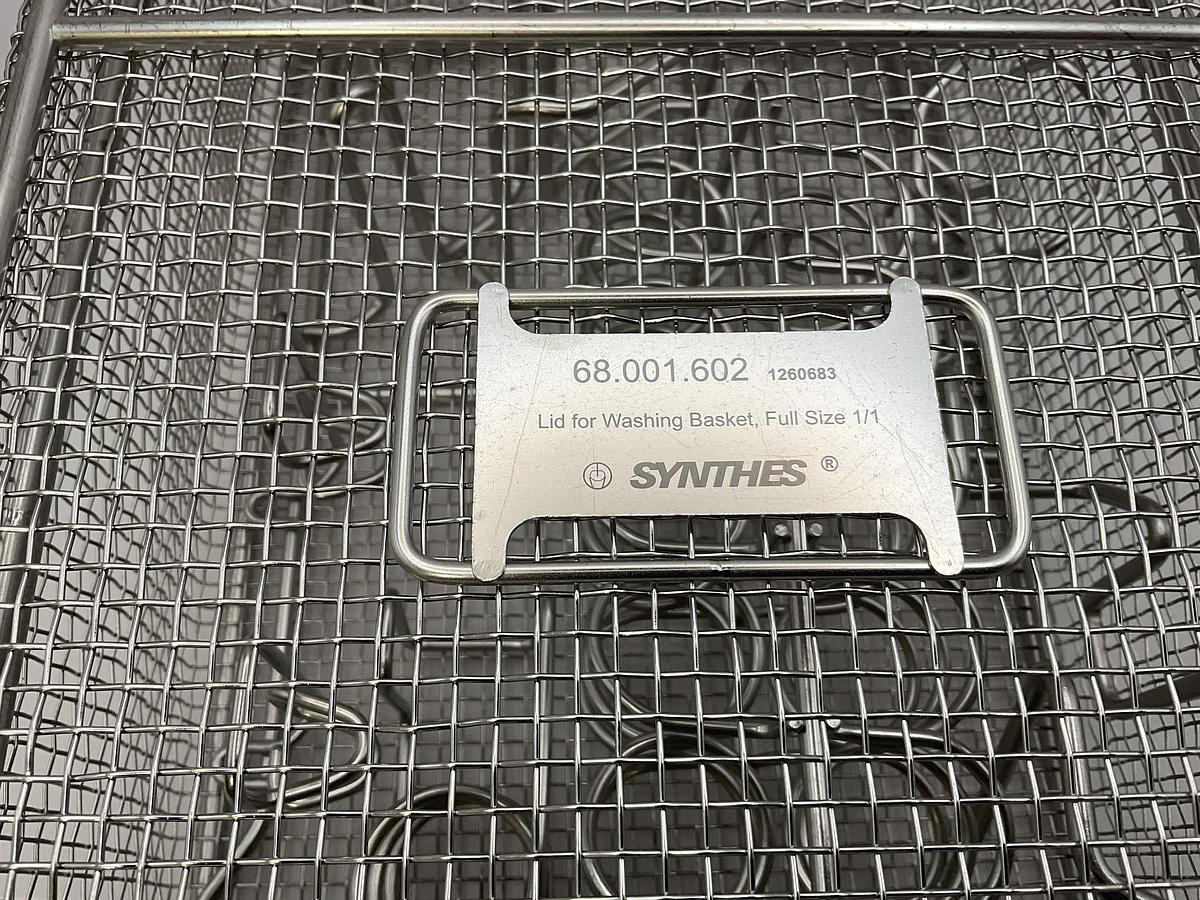 68.001.602 1260683
Lid for Washing Basket, Full Size 1/1
SYNTHES ®